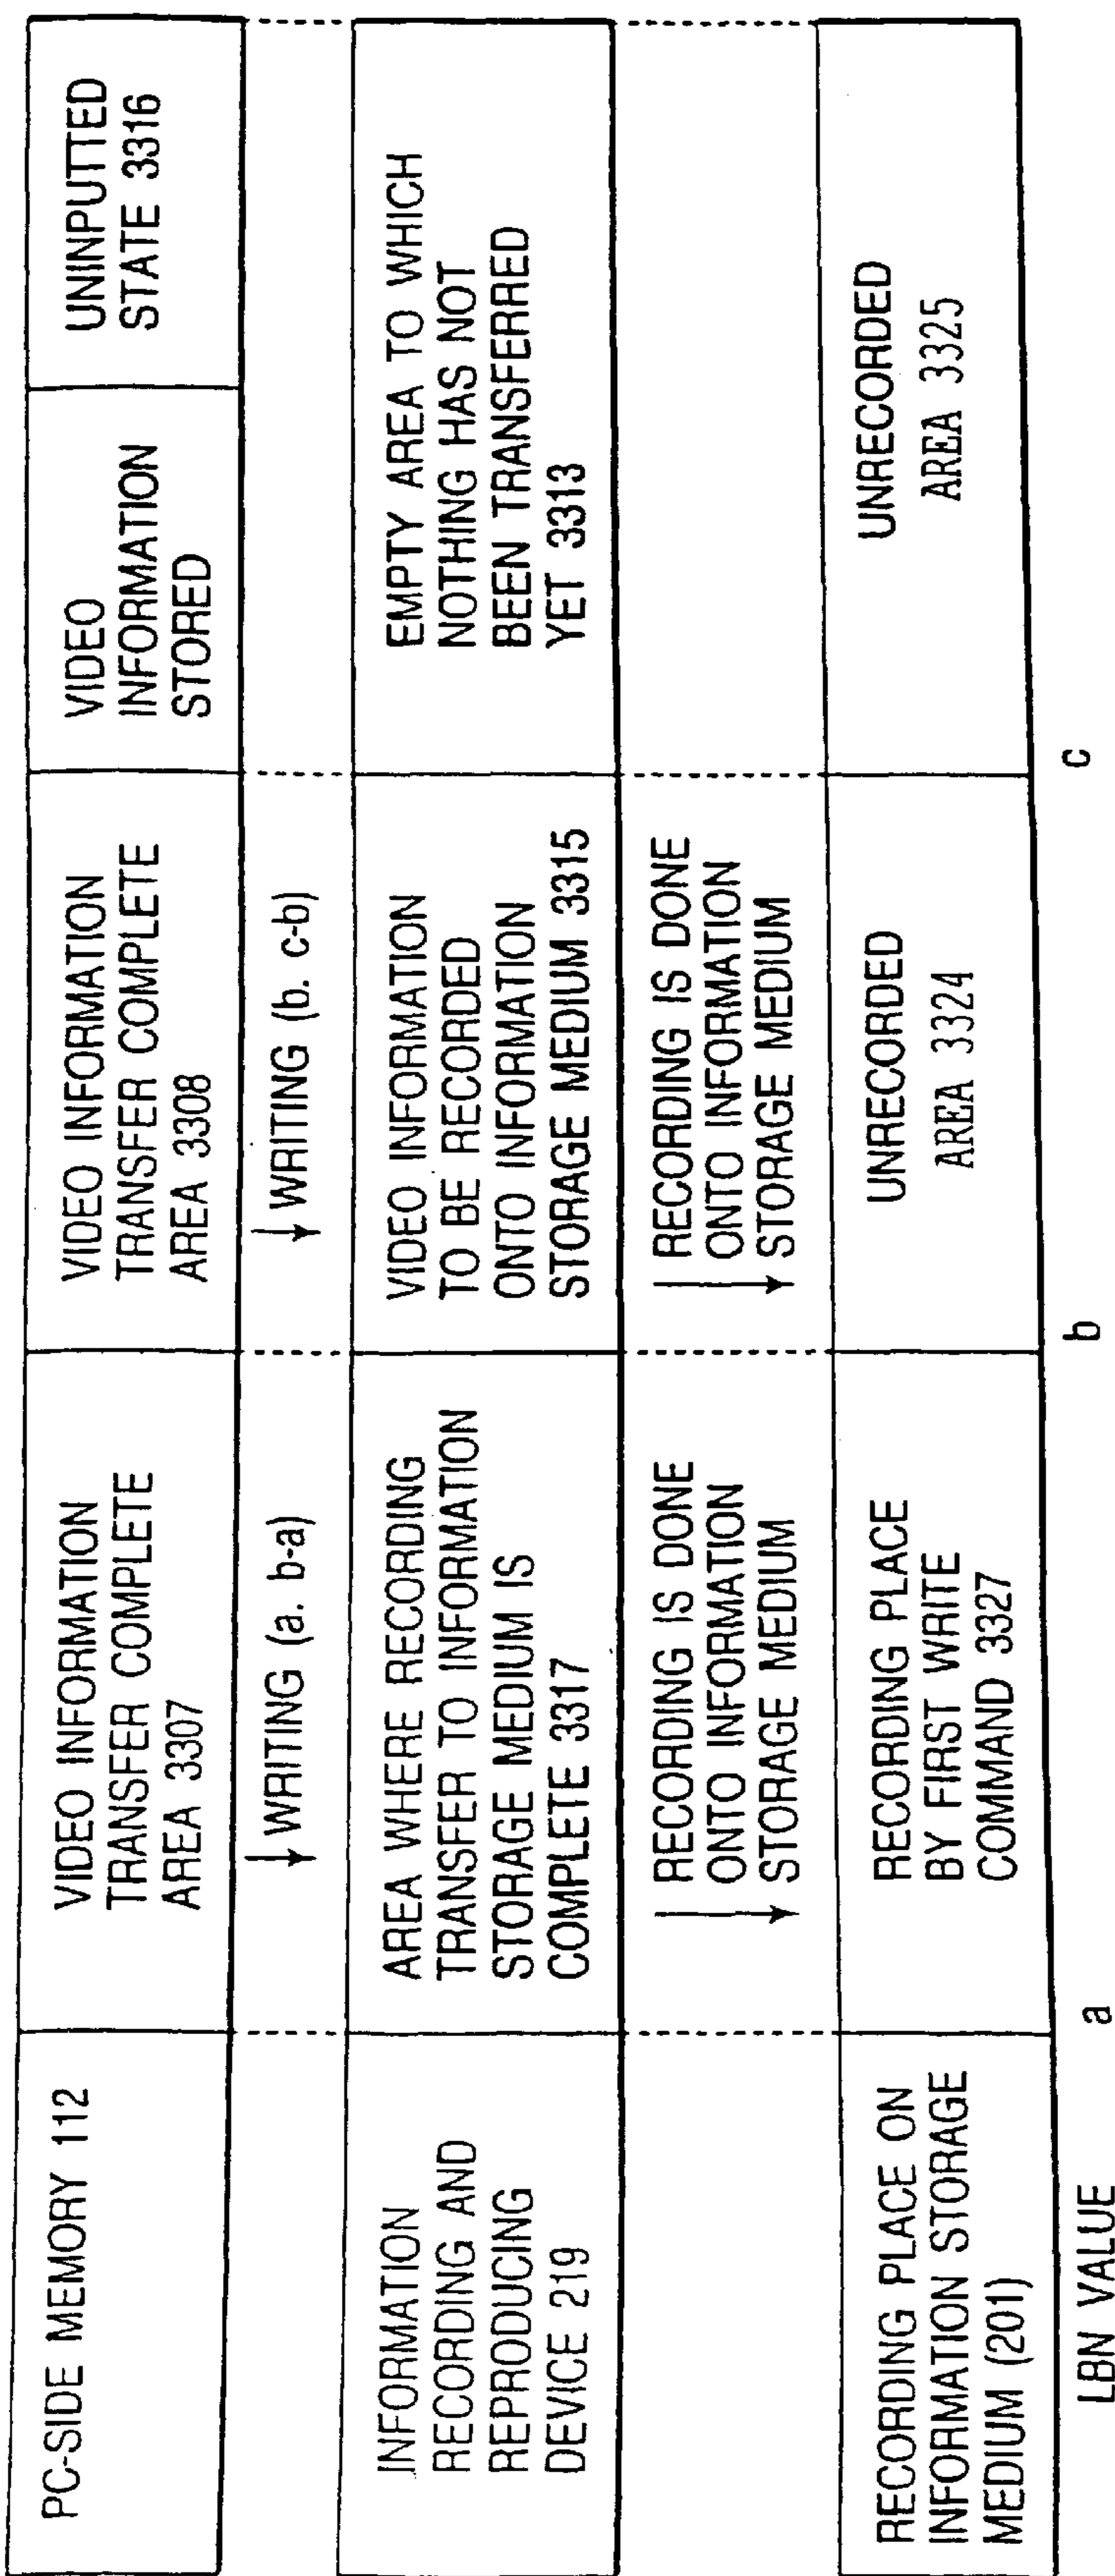 PC-SIDE MEMORY 112
VIDEO INFORMATION
TRANSFER COMPLETE
AREA 3307
VIDEO INFORMATION
TRANSFER COMPLETE
AREA 3308
VIDEO
INFORMATION
STORED
UNINPUTTED
STATE 3316
WRITING (a. b-a)
WRITING (b. c-b)
INFORMATION
RECORDING AND
REPRODUCING
DEVICE 219
AREA WHERE RECORDING
TRANSFER TO INFORMATION
STORAGE MEDIUM IS
COMPLETE 3317
VIDEO INFORMATION
TO BE RECORDED
ONTO INFORMATION
STORAGE MEDIUM 3315
EMPTY AREA TO WHICH
NOTHING HAS NOT
BEEN TRANSFERRED
YET 3313
RECORDING IS DONE
ONTO INFORMATION
STORAGE MEDIUM
RECORDING IS DONE
ONTO INFORMATION
STORAGE MEDIUM
RECORDING PLACE ON
INFORMATION STORAGE
MEDIUM (201)
RECORDING PLACE
BY FIRST WRITE
COMMAND 3327
UNRECORDED
AREA 3324
UNRECORDED
AREA 3325
LBN VALUE
a
b
c